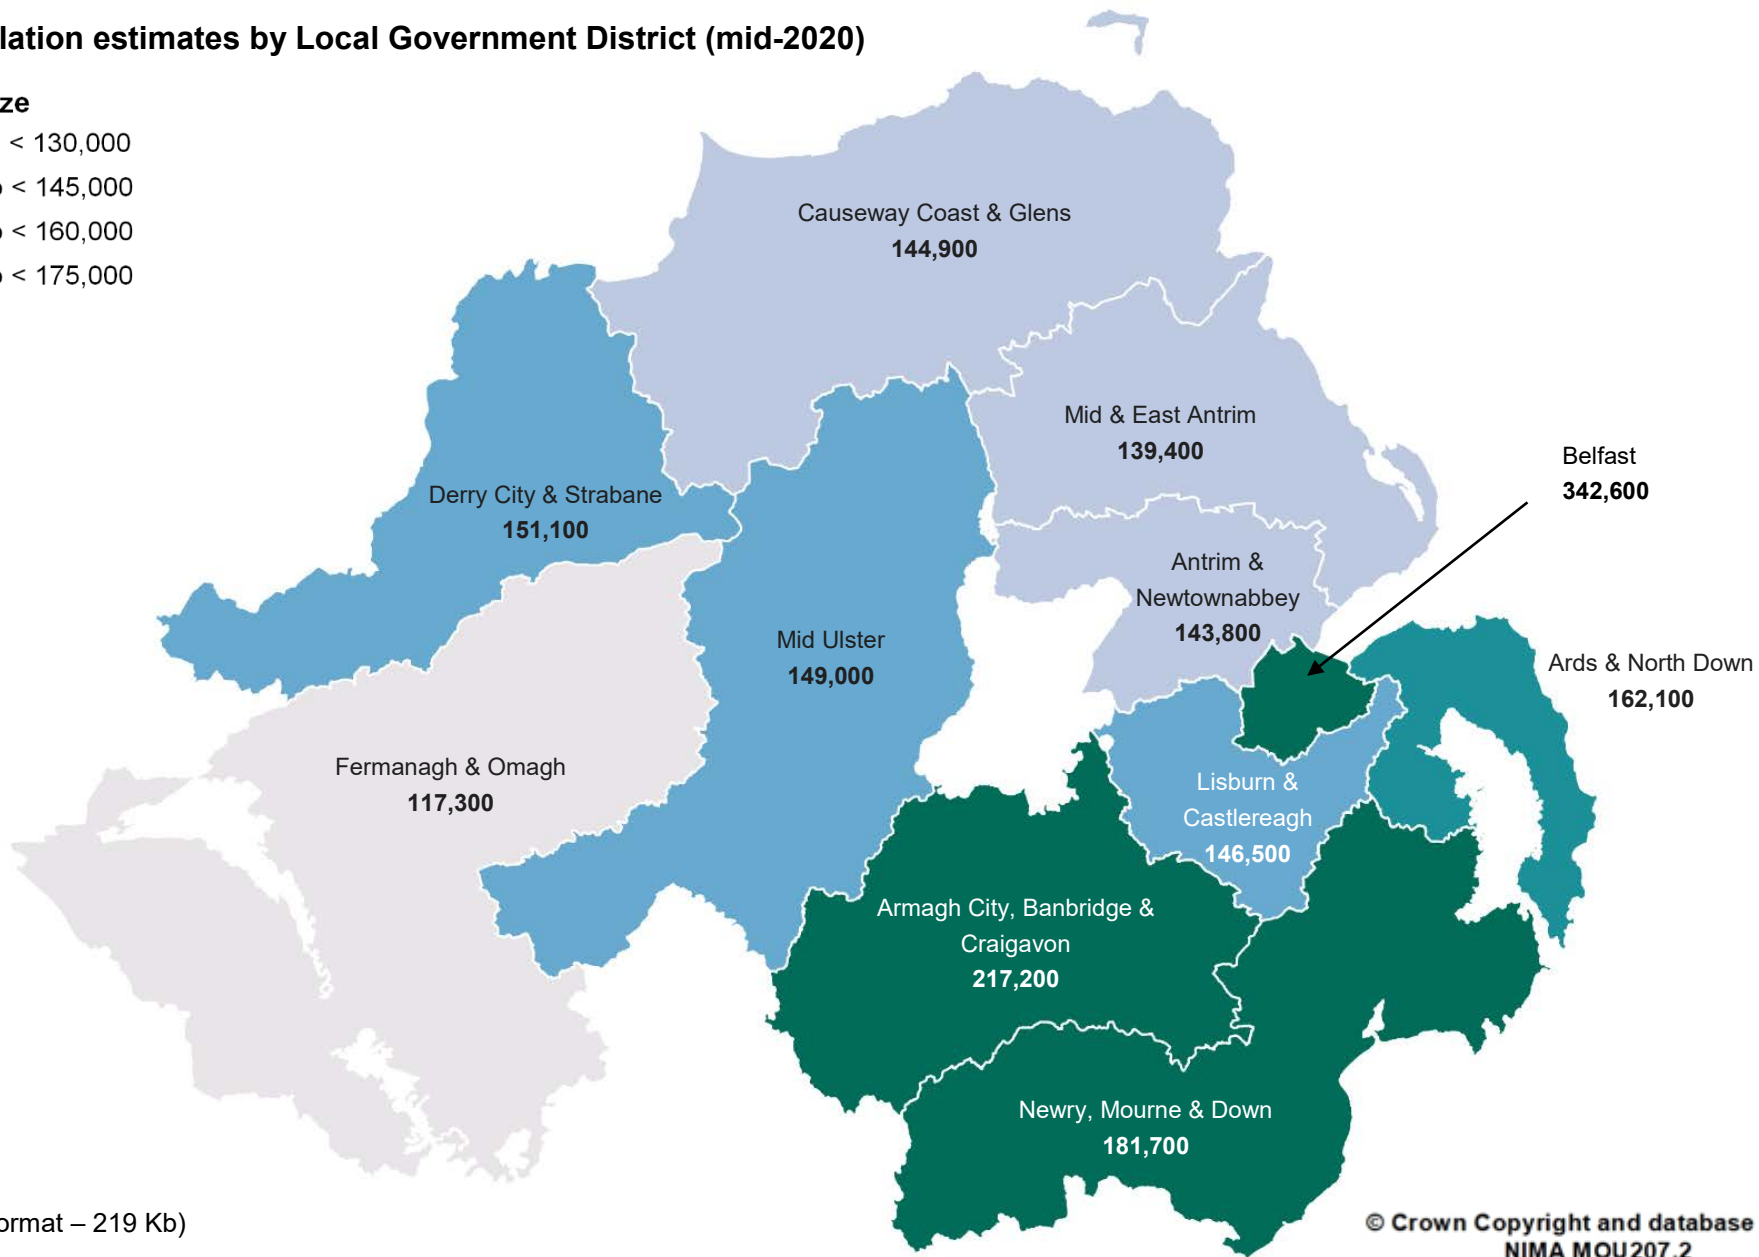 lation estimates by Local Government District (mid-2020)
ze
< 130,000
< 145,000
< 160,000
< 175,000
Causeway Coast & Glens
144,900
Mid & East Antrim
139,400
Belfast
342,600
Derry City & Strabane
151,100
Antrim &
Newtownabbey
143,800
Mid Ulster
149,000
Ards & North Down
162,100
Fermanagh & Omagh
117,300
Lisburn &
Castlereagh
146,500
Armagh City, Banbridge &
Craigavon
217,200
Newry, Mourne & Down
181,700
ormat – 219 Kb)
© Crown Copyright and database
NIMA MOU207.2